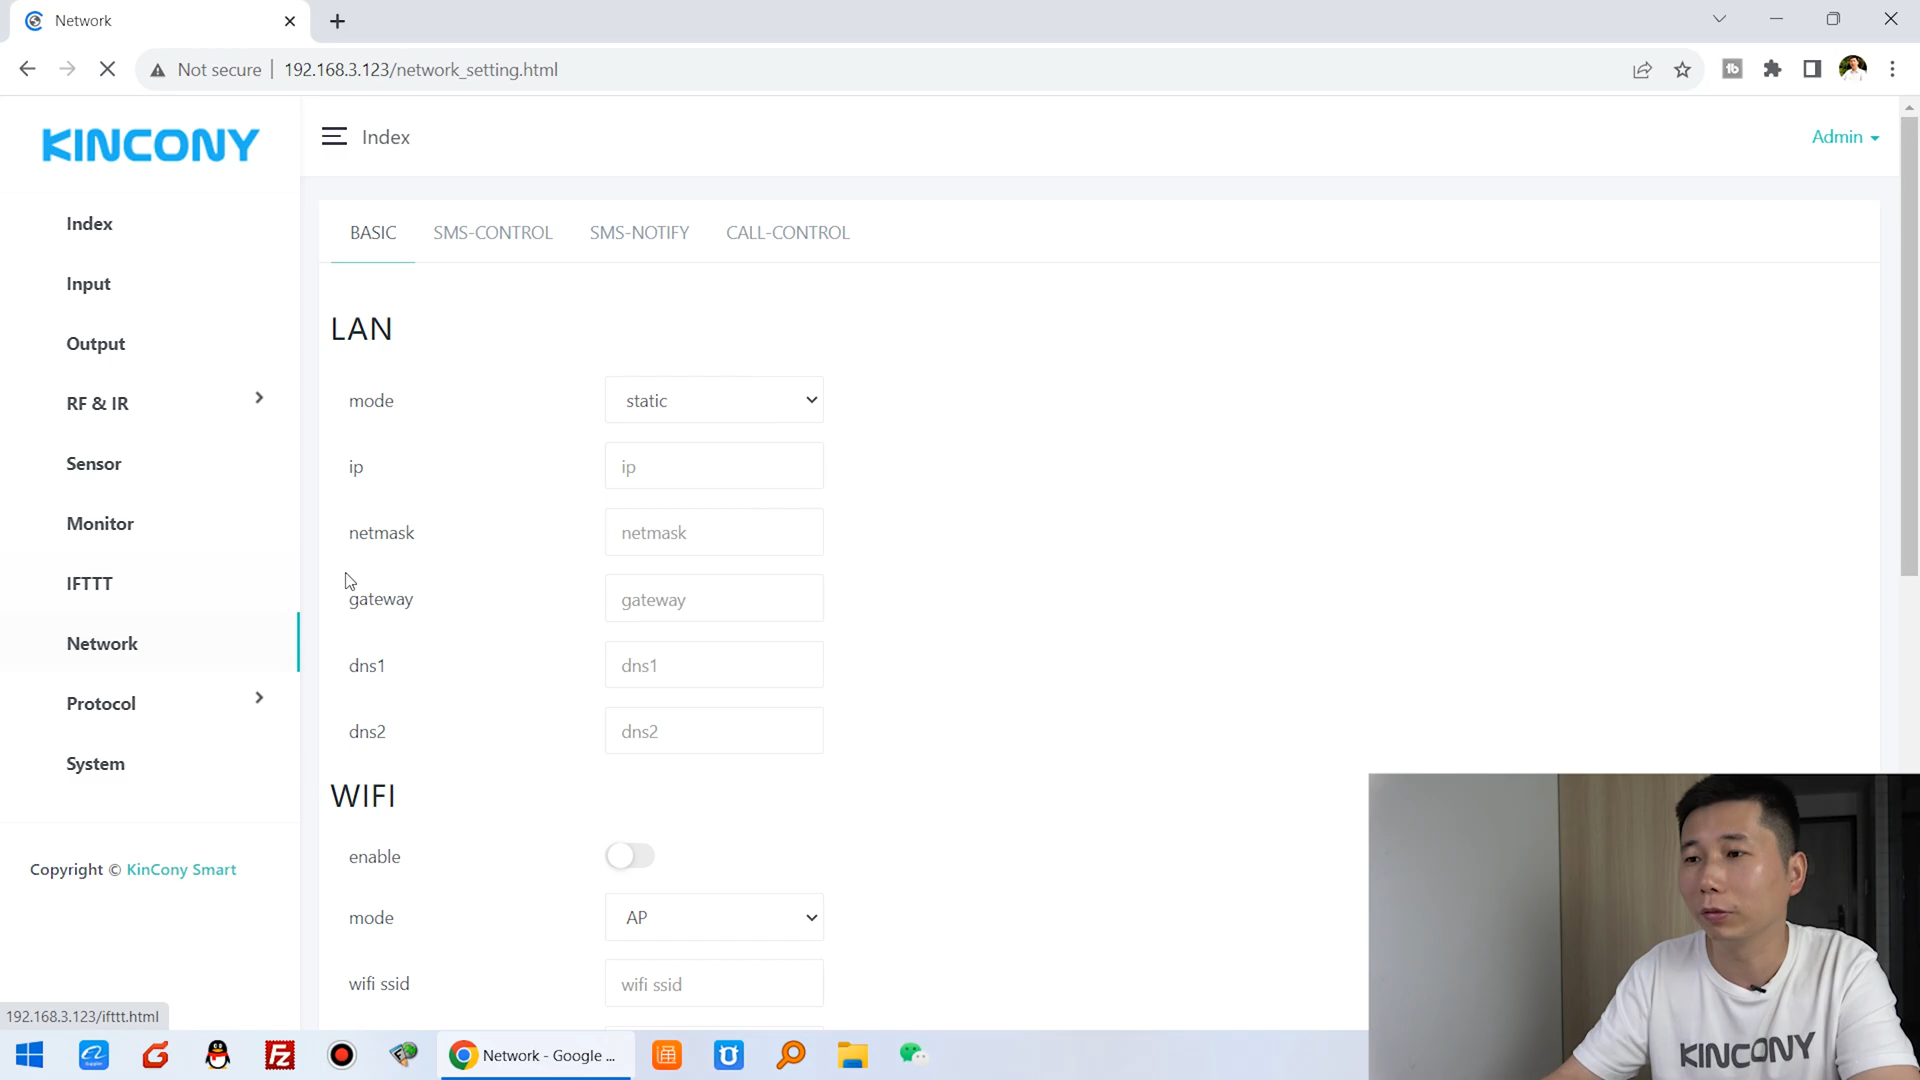 Network
Not secure
192.168.3.123/network_setting.html
KINCONY
Index
Admin
Index
Input
Output
RF & IR
Sensor
Monitor
IFTTT
Network
Protocol
System
Copyright © KinCony Smart
BASIC
SMS-CONTROL
SMS-NOTIFY
CALL-CONTROL
LAN
mode
static
ip
ip
netmask
netmask
gateway
gateway
dns1
dns1
dns2
dns2
WIFI
enable
mode
AP
wifi ssid
wifi ssid
192.168.3.123/ifttt.html
Network - Google ...
KINCONY